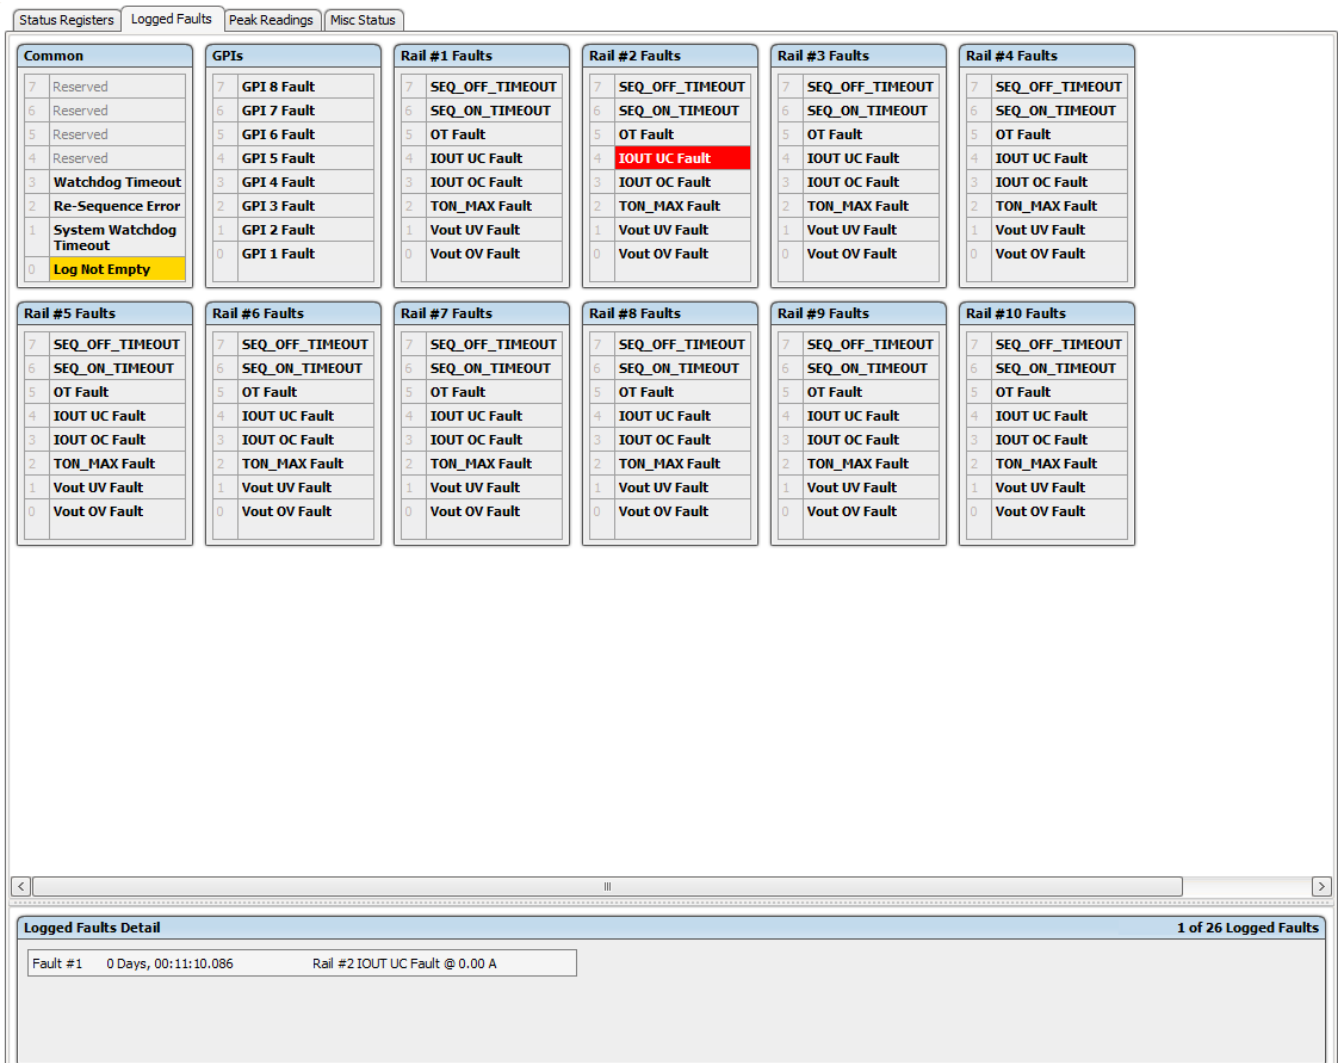 Status Registers Logged Faults Peak Readings Misc Status
Common
7 Reserved
6 Reserved
5 Reserved
4 Reserved
3 Watchdog Timeout
2 Re-Sequence Error
1 System Watchdog
Timeout
0 Log Not Empty
GPIs
7 GPI 8 Fault
6 GPI 7 Fault
5 GPI 6 Fault
4 GPI 5 Fault
3 GPI 4 Fault
2 GPI 3 Fault
1 GPI 2 Fault
0 GPI 1 Fault
Rail #1 Faults
7 SEQ_OFF_TIMEOUT
6 SEQ_ON_TIMEOUT
5 OT Fault
4 IOUT UC Fault
3 IOUT OC Fault
2 TON_MAX Fault
1 Vout UV Fault
0 Vout OV Fault
Rail #2 Faults
7 SEQ_OFF_TIMEOUT
6 SEQ_ON_TIMEOUT
5 OT Fault
4 IOUT UC Fault
3 IOUT OC Fault
2 TON_MAX Fault
1 Vout UV Fault
0 Vout OV Fault
Rail #3 Faults
7 SEQ_OFF_TIMEOUT
6 SEQ_ON_TIMEOUT
5 OT Fault
4 IOUT UC Fault
3 IOUT OC Fault
2 TON_MAX Fault
1 Vout UV Fault
0 Vout OV Fault
Rail #4 Faults
7 SEQ_OFF_TIMEOUT
6 SEQ_ON_TIMEOUT
5 OT Fault
4 IOUT UC Fault
3 IOUT OC Fault
2 TON_MAX Fault
1 Vout UV Fault
0 Vout OV Fault
Rail #5 Faults
7 SEQ_OFF_TIMEOUT
6 SEQ_ON_TIMEOUT
5 OT Fault
4 IOUT UC Fault
3 IOUT OC Fault
2 TON_MAX Fault
1 Vout UV Fault
0 Vout OV Fault
Rail #6 Faults
7 SEQ_OFF_TIMEOUT
6 SEQ_ON_TIMEOUT
5 OT Fault
4 IOUT UC Fault
3 IOUT OC Fault
2 TON_MAX Fault
1 Vout UV Fault
0 Vout OV Fault
Rail #7 Faults
7 SEQ_OFF_TIMEOUT
6 SEQ_ON_TIMEOUT
5 OT Fault
4 IOUT UC Fault
3 IOUT OC Fault
2 TON_MAX Fault
1 Vout UV Fault
0 Vout OV Fault
Rail #8 Faults
7 SEQ_OFF_TIMEOUT
6 SEQ_ON_TIMEOUT
5 OT Fault
4 IOUT UC Fault
3 IOUT OC Fault
2 TON_MAX Fault
1 Vout UV Fault
0 Vout OV Fault
Rail #9 Faults
7 SEQ_OFF_TIMEOUT
6 SEQ_ON_TIMEOUT
5 OT Fault
4 IOUT UC Fault
3 IOUT OC Fault
2 TON_MAX Fault
1 Vout UV Fault
0 Vout OV Fault
Rail #10 Faults
7 SEQ_OFF_TIMEOUT
6 SEQ_ON_TIMEOUT
5 OT Fault
4 IOUT UC Fault
3 IOUT OC Fault
2 TON_MAX Fault
1 Vout UV Fault
0 Vout OV Fault
Logged Faults Detail 1 of 26 Logged Faults
Fault #1 0 Days, 00:11:10.086 Rail #2 IOUT UC Fault @ 0.00 A